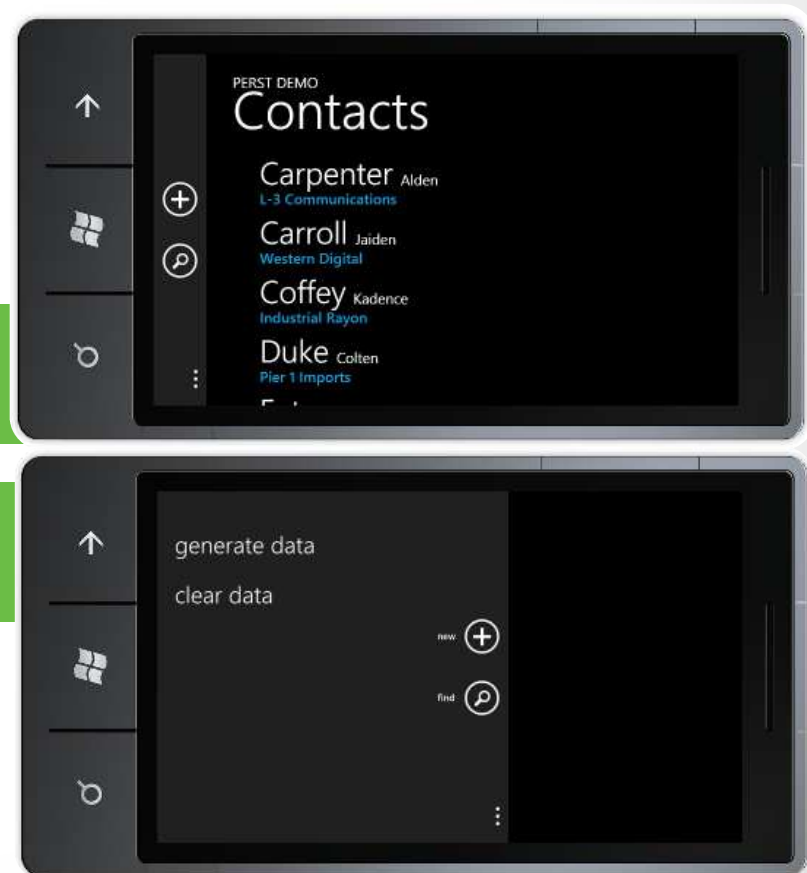 PERST DEMO
Contacts
Carpenter Alden
L-3 Communications
Carroll Jaiden
Western Digital
Coffey Kadence
Industrial Rayon
Duke Colten
Pier 1 Imports
generate data
clear data
new
find